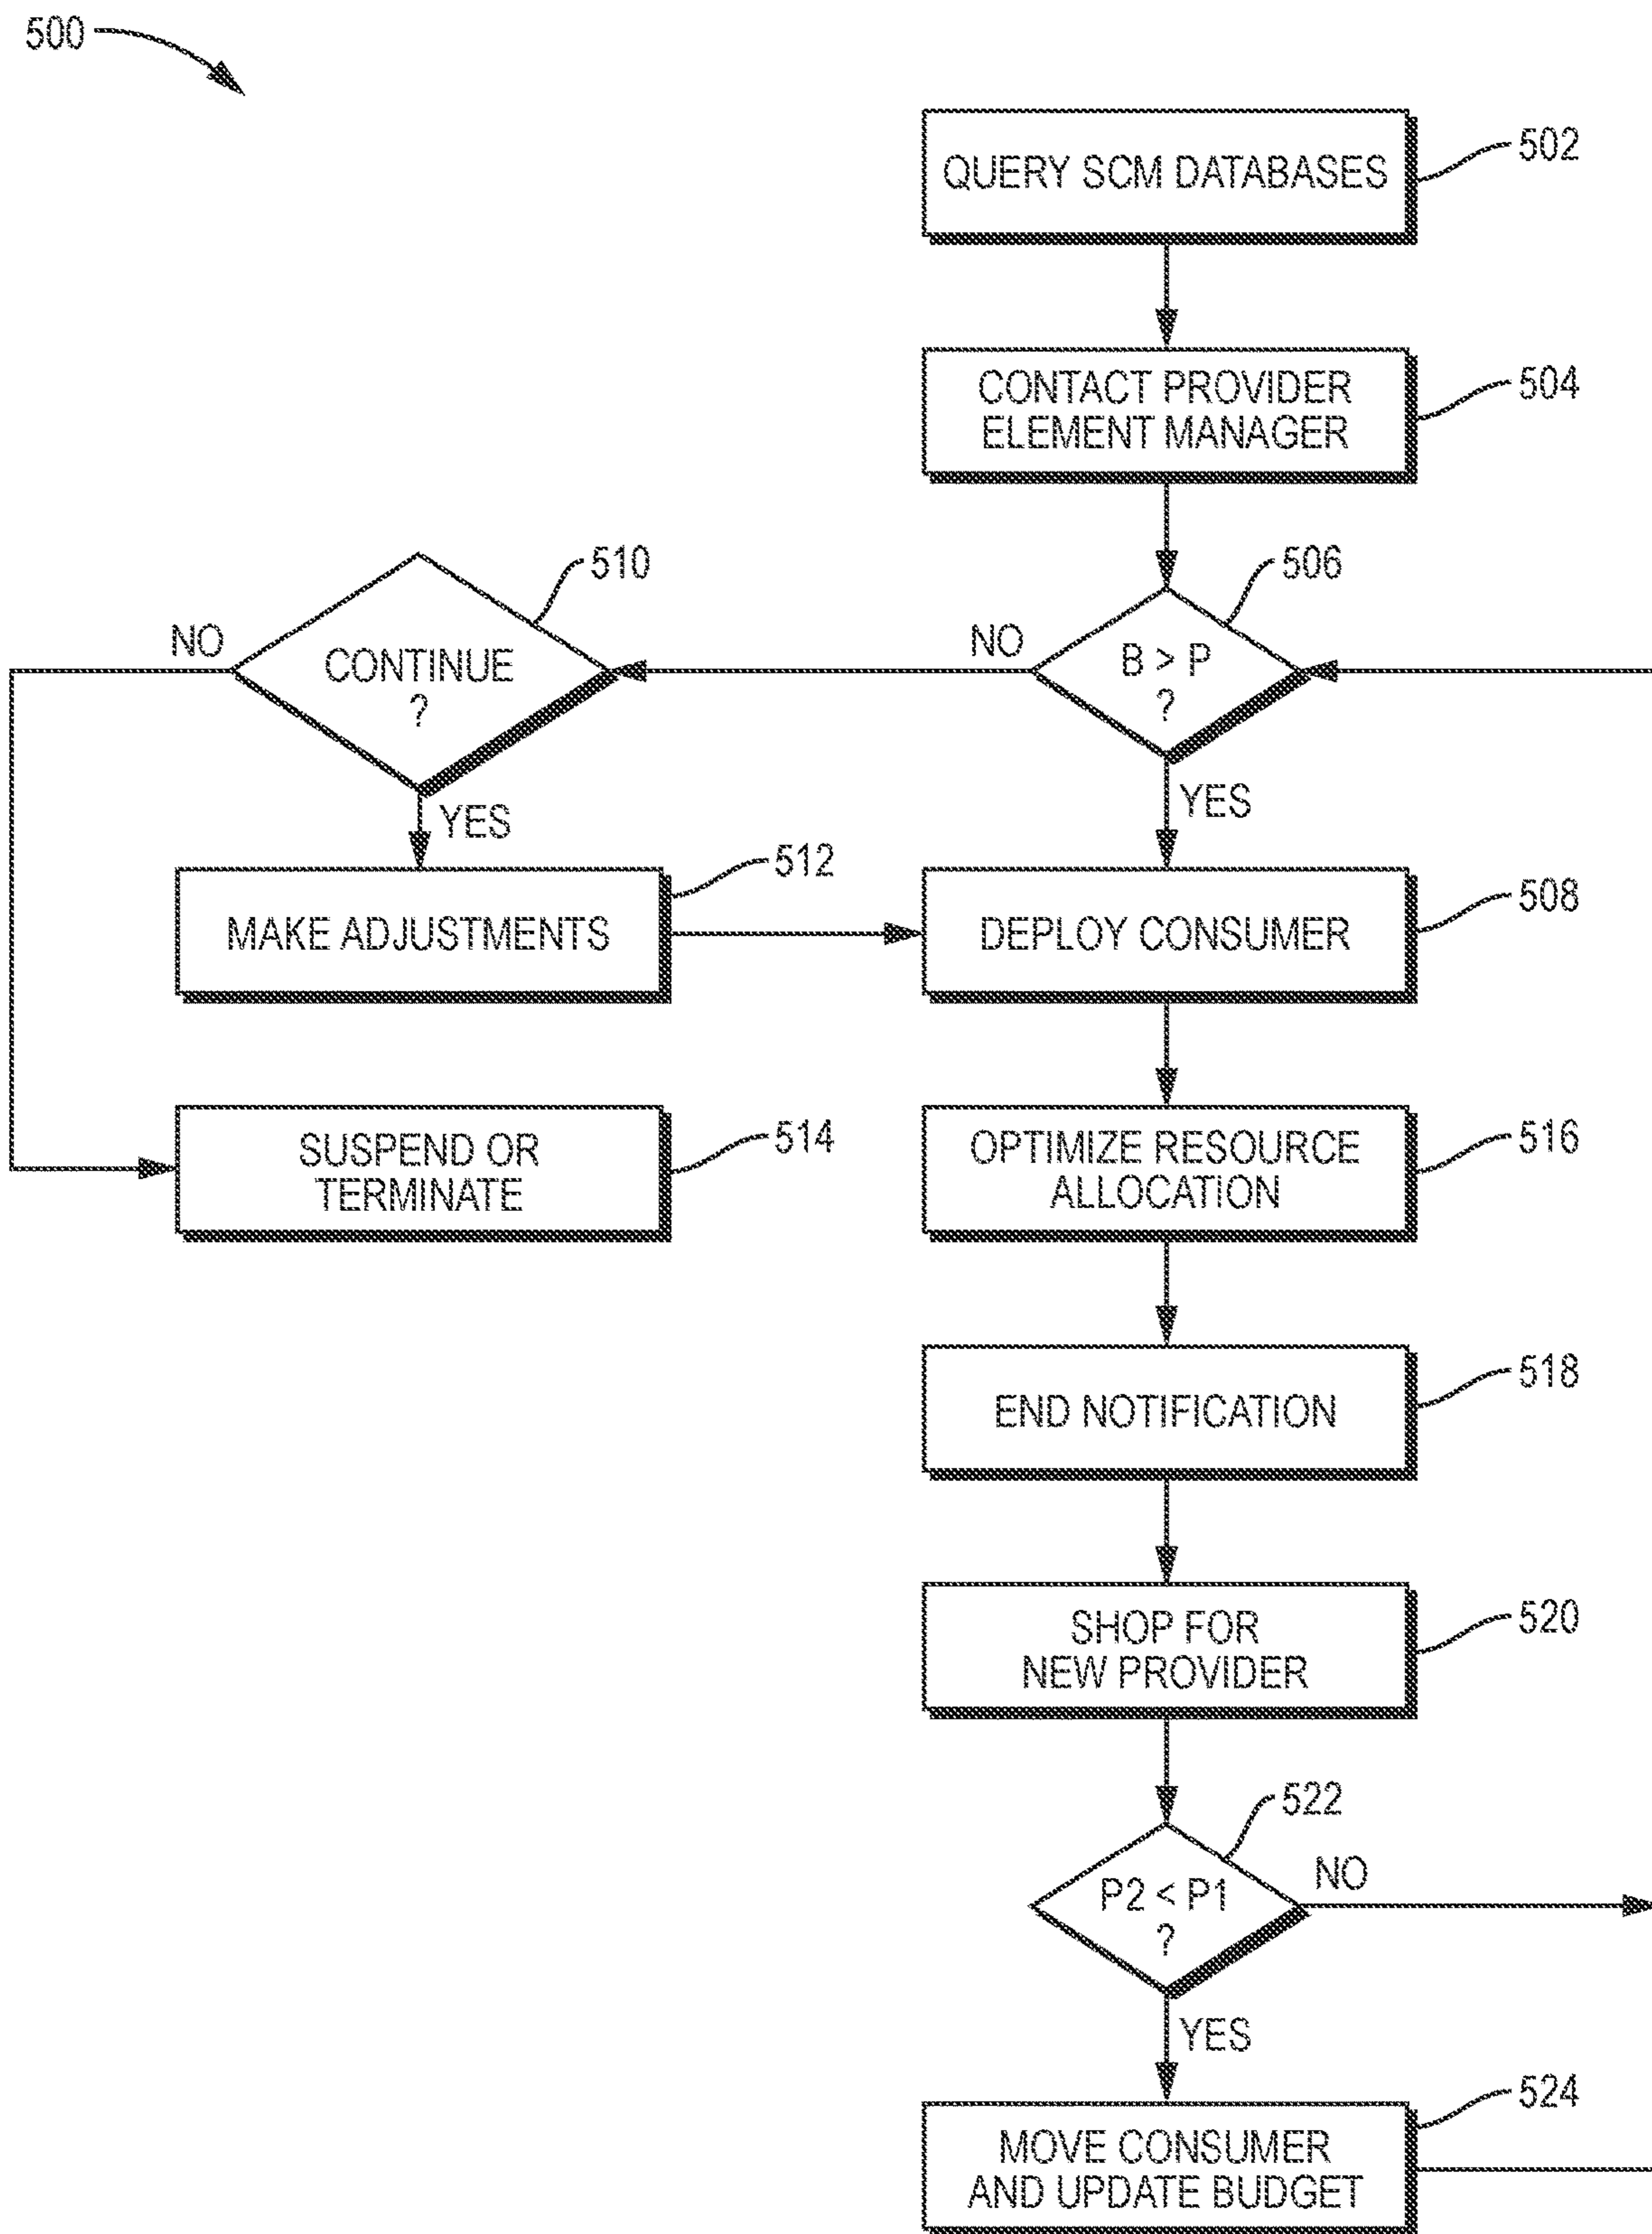 500
QUERY SCM DATABASES
502
CONTACT PROVIDER
ELEMENT MANAGER
504
510
506
NO
CONTINUE
?
NO
B > P
?
YES
YES
512
MAKE ADJUSTMENTS
DEPLOY CONSUMER
508
SUSPEND OR
TERMINATE
514
OPTIMIZE RESOURCE
ALLOCATION
516
END NOTIFICATION
518
SHOP FOR
NEW PROVIDER
520
522
P2 < P1
?
NO
YES
524
MOVE CONSUMER
AND UPDATE BUDGET